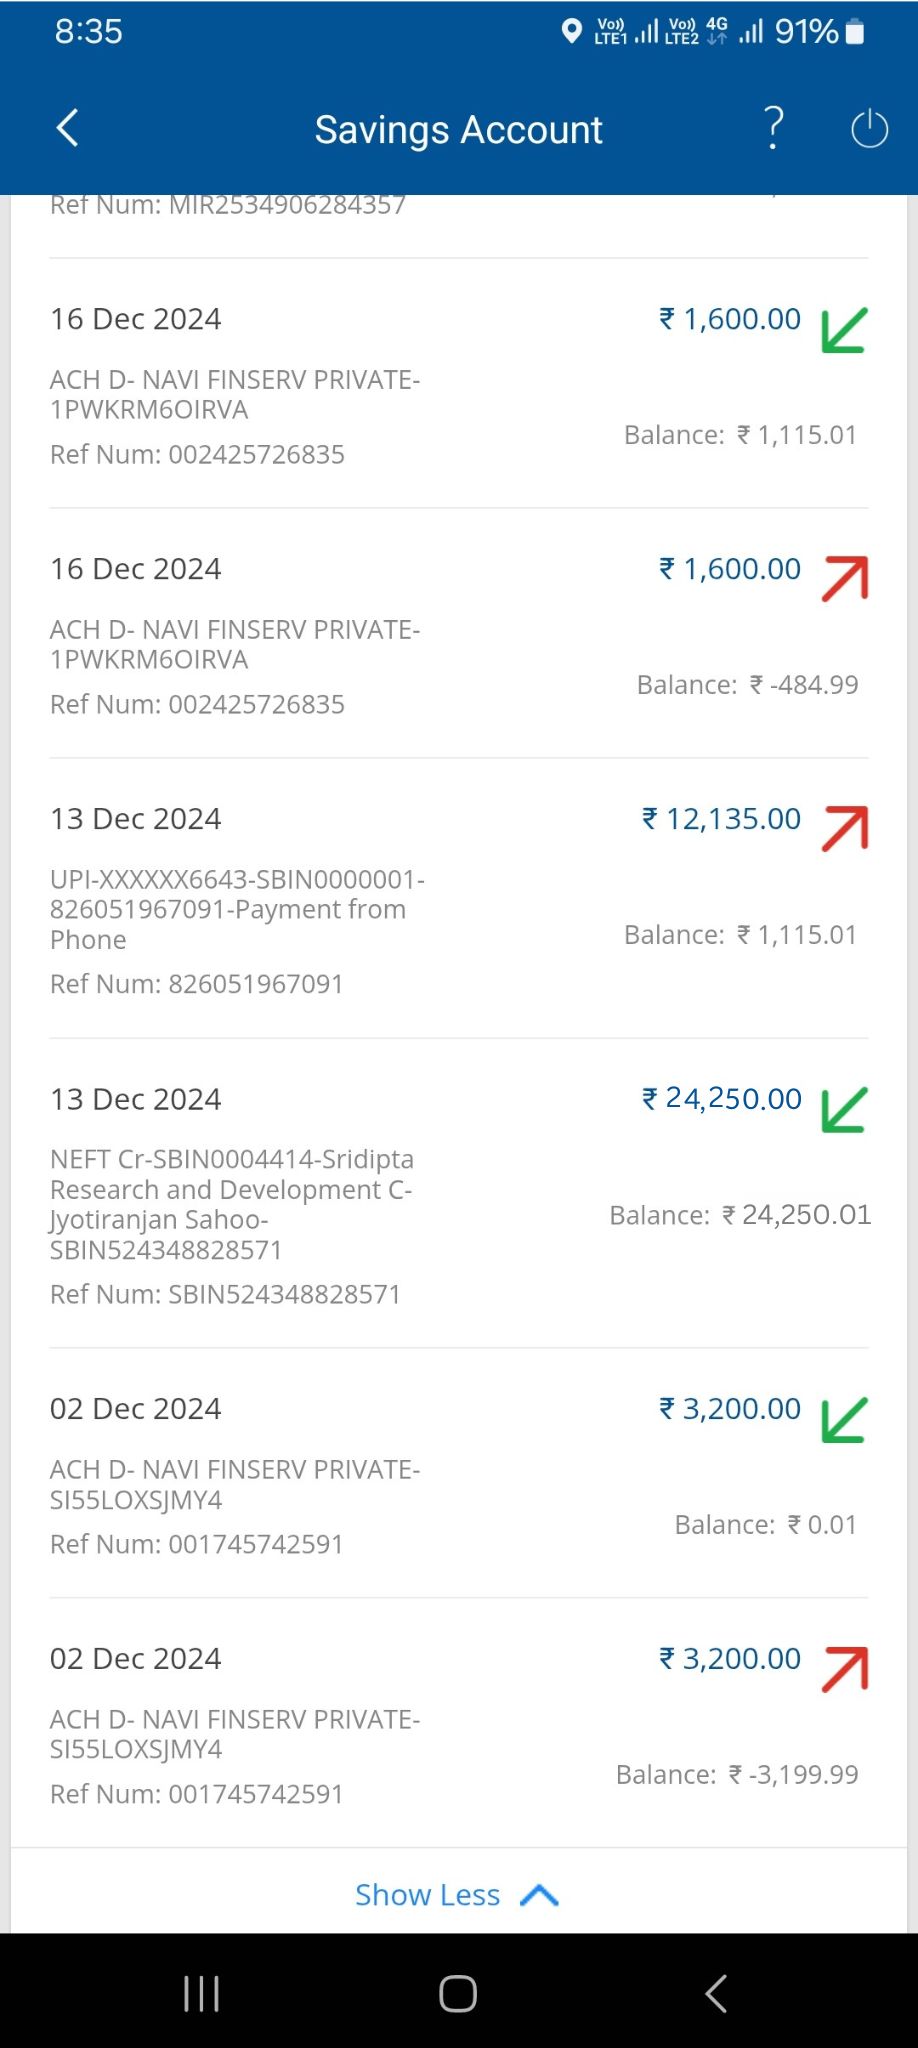 8:35
Vo)) LTE1 Vo)) LTE2 4G 91%
Savings Account ?
Ref Num: MIR2534906284357
16 Dec 2024 ₹ 1,600.00
ACH D- NAVI FINSERV PRIVATE-
1PWKRM6OIRVA
Balance: ₹ 1,115.01
Ref Num: 002425726835
16 Dec 2024 ₹ 1,600.00
ACH D- NAVI FINSERV PRIVATE-
1PWKRM6OIRVA
Balance: ₹ -484.99
Ref Num: 002425726835
13 Dec 2024 ₹ 12,135.00
UPI-XXXXXX6643-SBIN0000001-
826051967091-Payment from
Phone
Balance: ₹ 1,115.01
Ref Num: 826051967091
13 Dec 2024 ₹ 24,250.00
NEFT Cr-SBIN0004414-Sridipta
Research and Development C-
Jyotiranjan Sahoo-
SBIN524348828571
Balance: ₹ 24,250.01
Ref Num: SBIN524348828571
02 Dec 2024 ₹ 3,200.00
ACH D- NAVI FINSERV PRIVATE-
SI55LOXSJMY4
Balance: ₹ 0.01
Ref Num: 001745742591
02 Dec 2024 ₹ 3,200.00
ACH D- NAVI FINSERV PRIVATE-
SI55LOXSJMY4
Balance: ₹ -3,199.99
Ref Num: 001745742591
Show Less